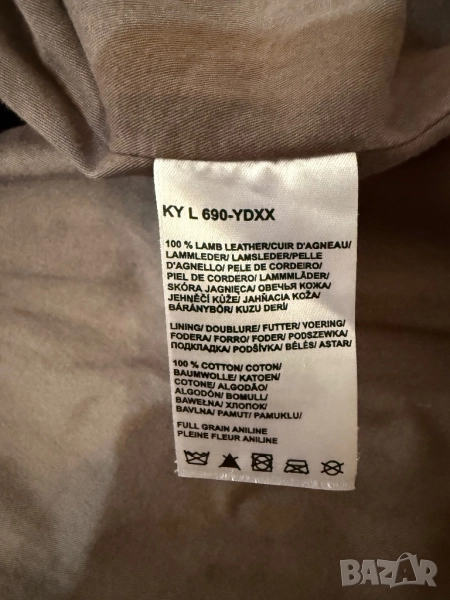 KY L 690-YDXX
100 % LAMB LEATHER/CUIR D'AGNEAU/
LAMMLEDER/ LAMSLEDER/PELLE
D'AGNELLO/ PELE DE CORDEIRO/
PIEL DE CORDERO/ LAMMLÄDER/
SKÓRA JAGNIĘCA/ ОВЕЧЬЯ КОЖА/
JEHNĚČÍ KŮŽE/ JAHŇACIA KOŽA/
BÁRÁNYBŐR/ KUZU DERİ/
LINING/ DOUBLURE/ FUTTER/ VOERING/
FODERA/ FORRO/ FODER/ PODSZEWKA/
ПОДКЛАДКА/ PODŠÍVKA/ BÉLÉS/ ASTAR/
100 % COTTON/ COTON/
BAUMWOLLE/ KATOEN/
COTONE/ ALGODÃO/
ALGODÓN/ BOMULL/
BAWEŁNA/ ХЛОПОК/
BAVLNA/ PAMUT/ PAMUKLU/
FULL GRAIN ANILINE
PLEINE FLEUR ANILINE
BAZAR